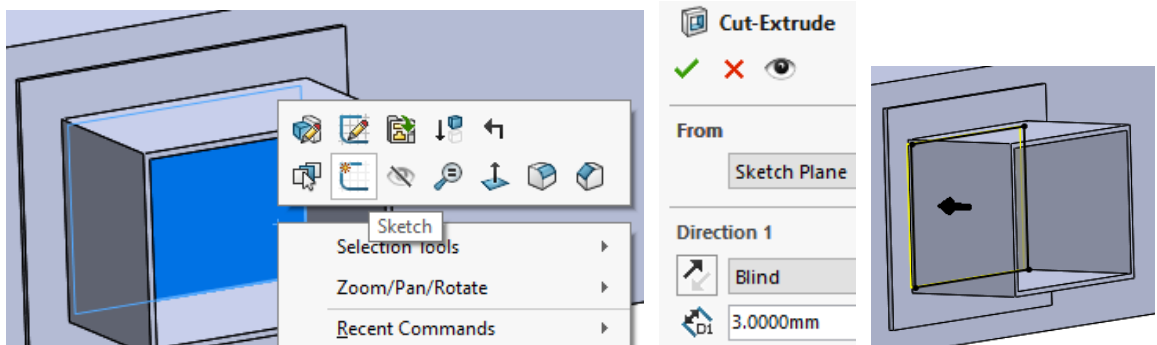 Sketch
Selection Tools
Zoom/Pan/Rotate
Recent Commands
Cut-Extrude
From
Sketch Plane
Direction 1
Blind
D1
3.0000mm